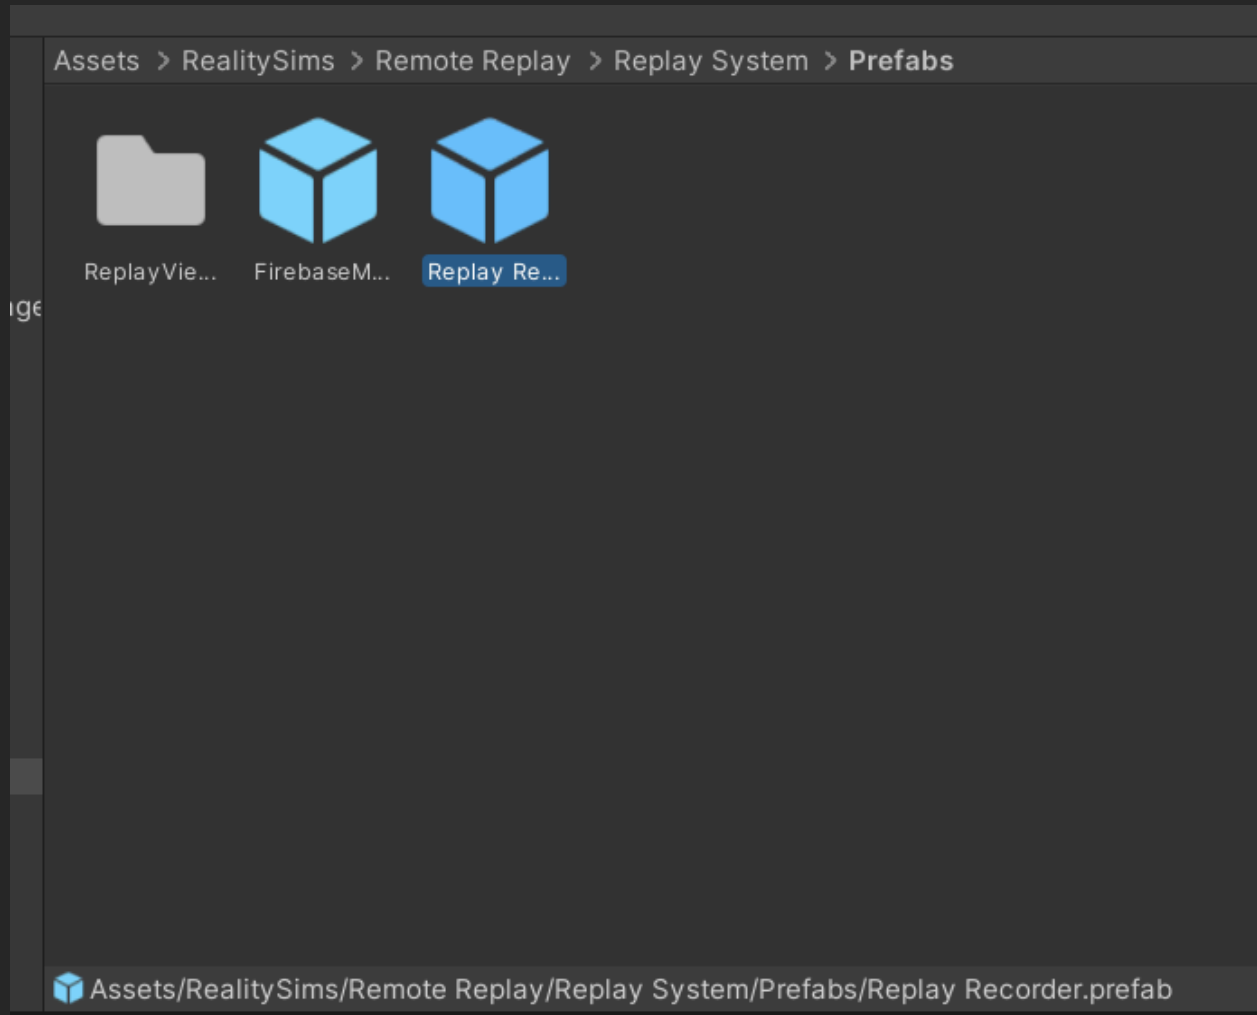 Assets > RealitySims > Remote Replay > Replay System > Prefabs
ReplayVie... FirebaseM... Replay Re...
Assets/RealitySims/Remote Replay/Replay System/Prefabs/Replay Recorder.prefab